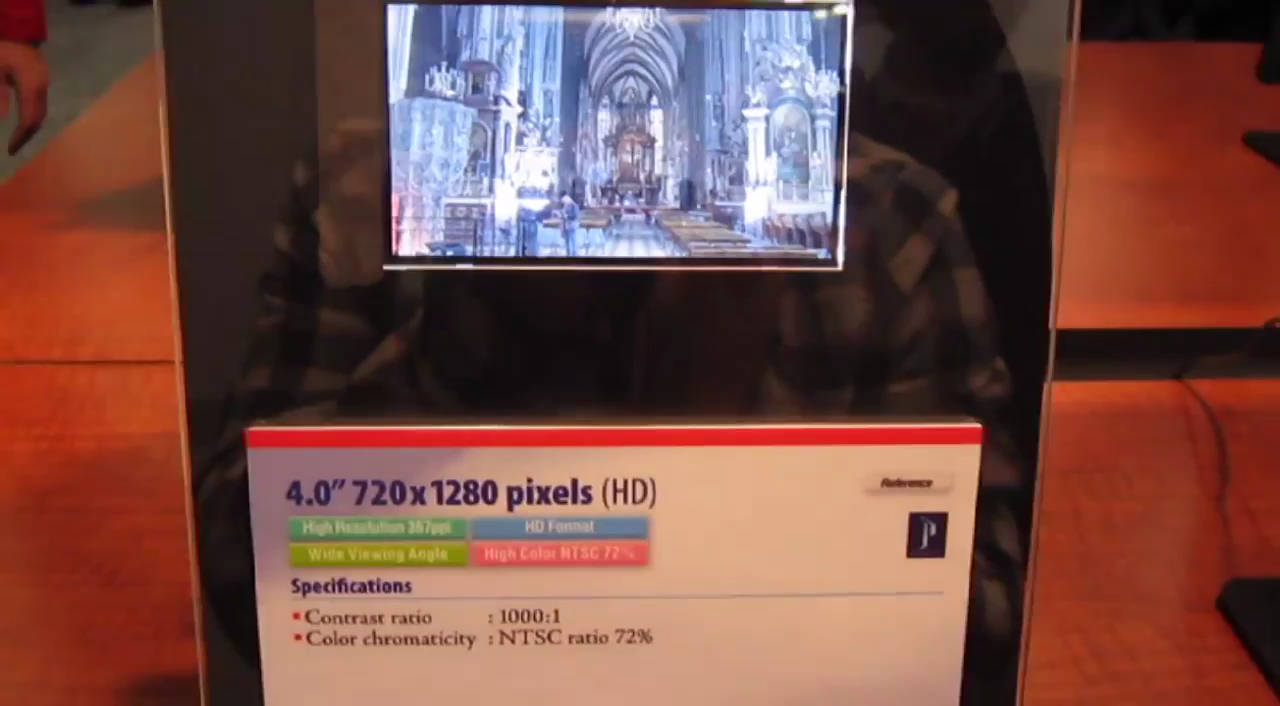 4.0" 720x1280 pixels (HD)
Reference
High Resolution 367ppi
HD Format
Wide Viewing Angle
High Color NTSC 72%
Specifications
▪Contrast ratio : 1000:1
▪Color chromaticity : NTSC ratio 72%